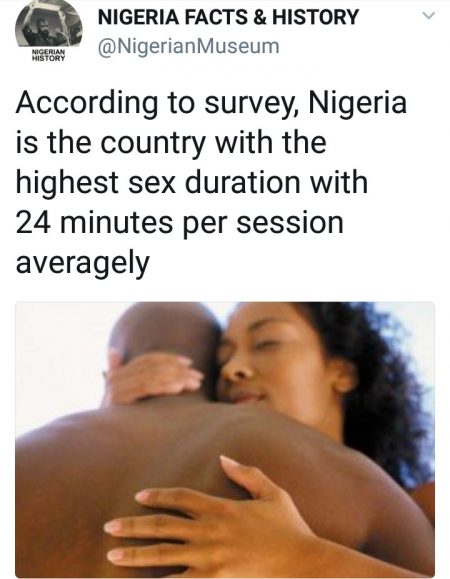 NIGERIA FACTS & HISTORY
@NigerianMuseum
NIGERIAN
HISTORY
According to survey, Nigeria
is the country with the
highest sex duration with
24 minutes per session
averagely